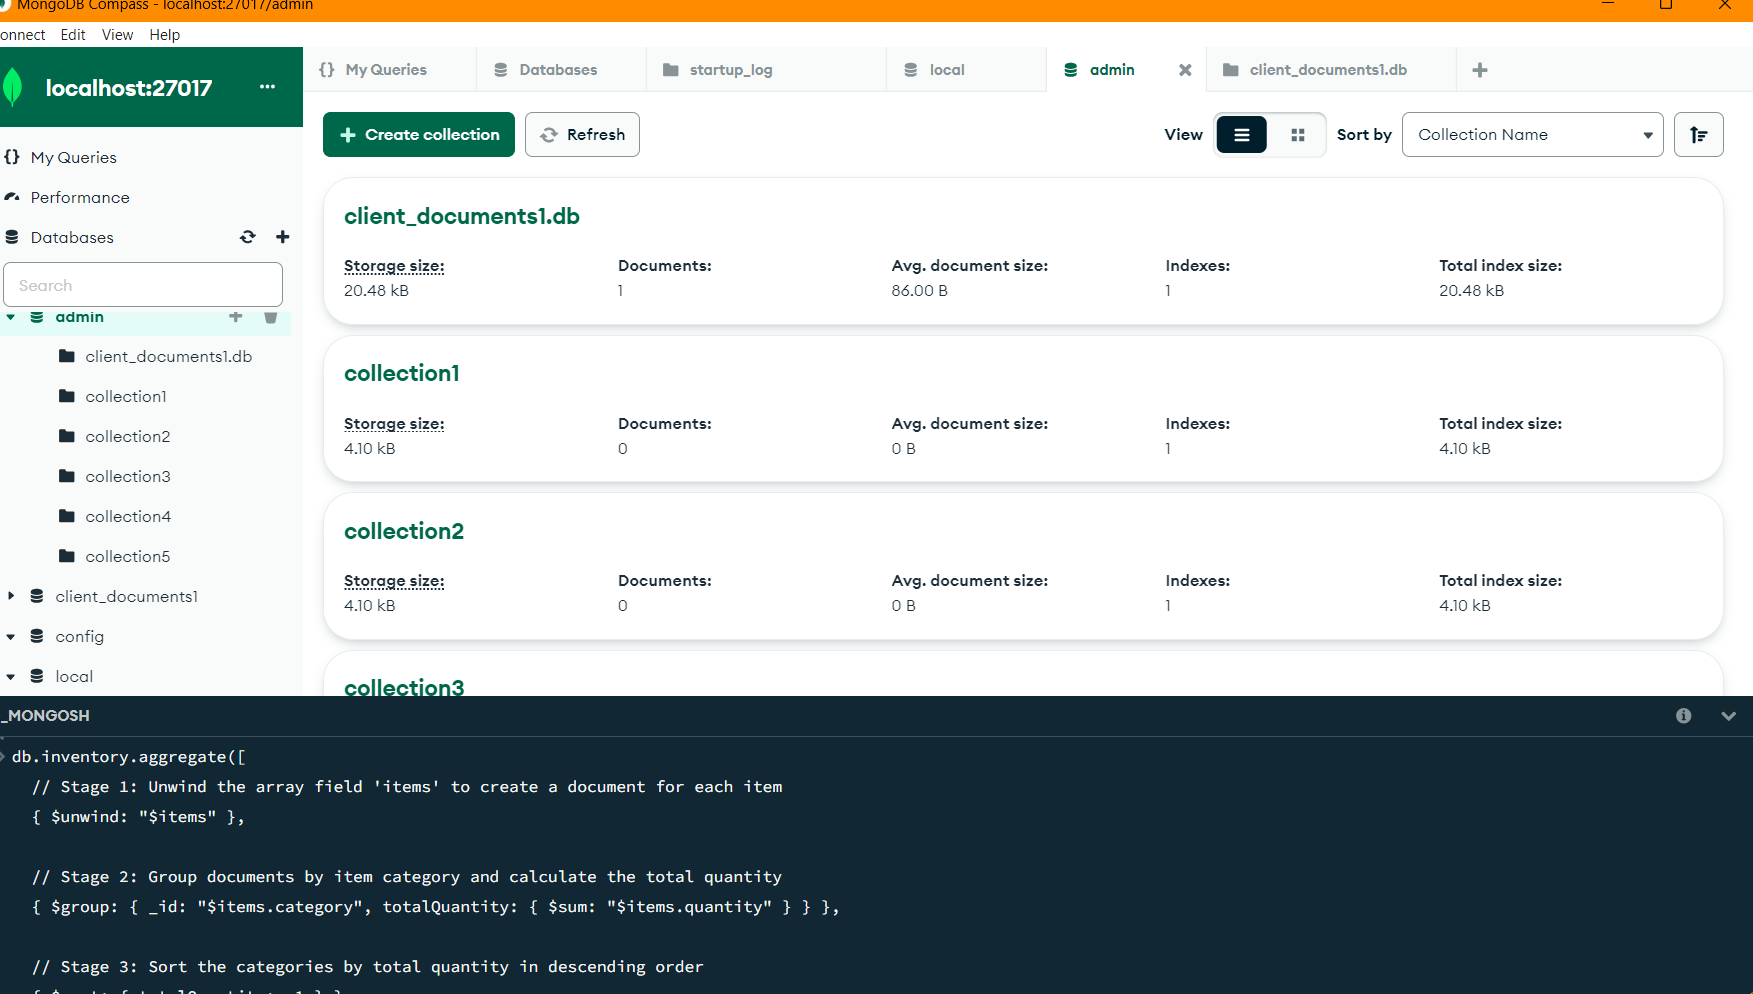 MongoDB Compass - localhost:27017/admin
onnect Edit View Help
localhost:27017 ...
{} My Queries
Performance
Databases
Search
admin
client_documents1.db
collection1
collection2
collection3
collection4
collection5
client_documents1
config
local
{} My Queries Databases startup_log local admin client_documents1.db
Create collection Refresh View Sort by Collection Name
client_documents1.db
Storage size: Documents: Avg. document size: Indexes: Total index size:
20.48 kB 1 86.00 B 1 20.48 kB
collection1
Storage size: Documents: Avg. document size: Indexes: Total index size:
4.10 kB 0 0 B 1 4.10 kB
collection2
Storage size: Documents: Avg. document size: Indexes: Total index size:
4.10 kB 0 0 B 1 4.10 kB
collection3
_MONGOSH
> db.inventory.aggregate([
// Stage 1: Unwind the array field 'items' to create a document for each item
{ $unwind: "$items" },
// Stage 2: Group documents by item category and calculate the total quantity
{ $group: { _id: "$items.category", totalQuantity: { $sum: "$items.quantity" } } },
// Stage 3: Sort the categories by total quantity in descending order